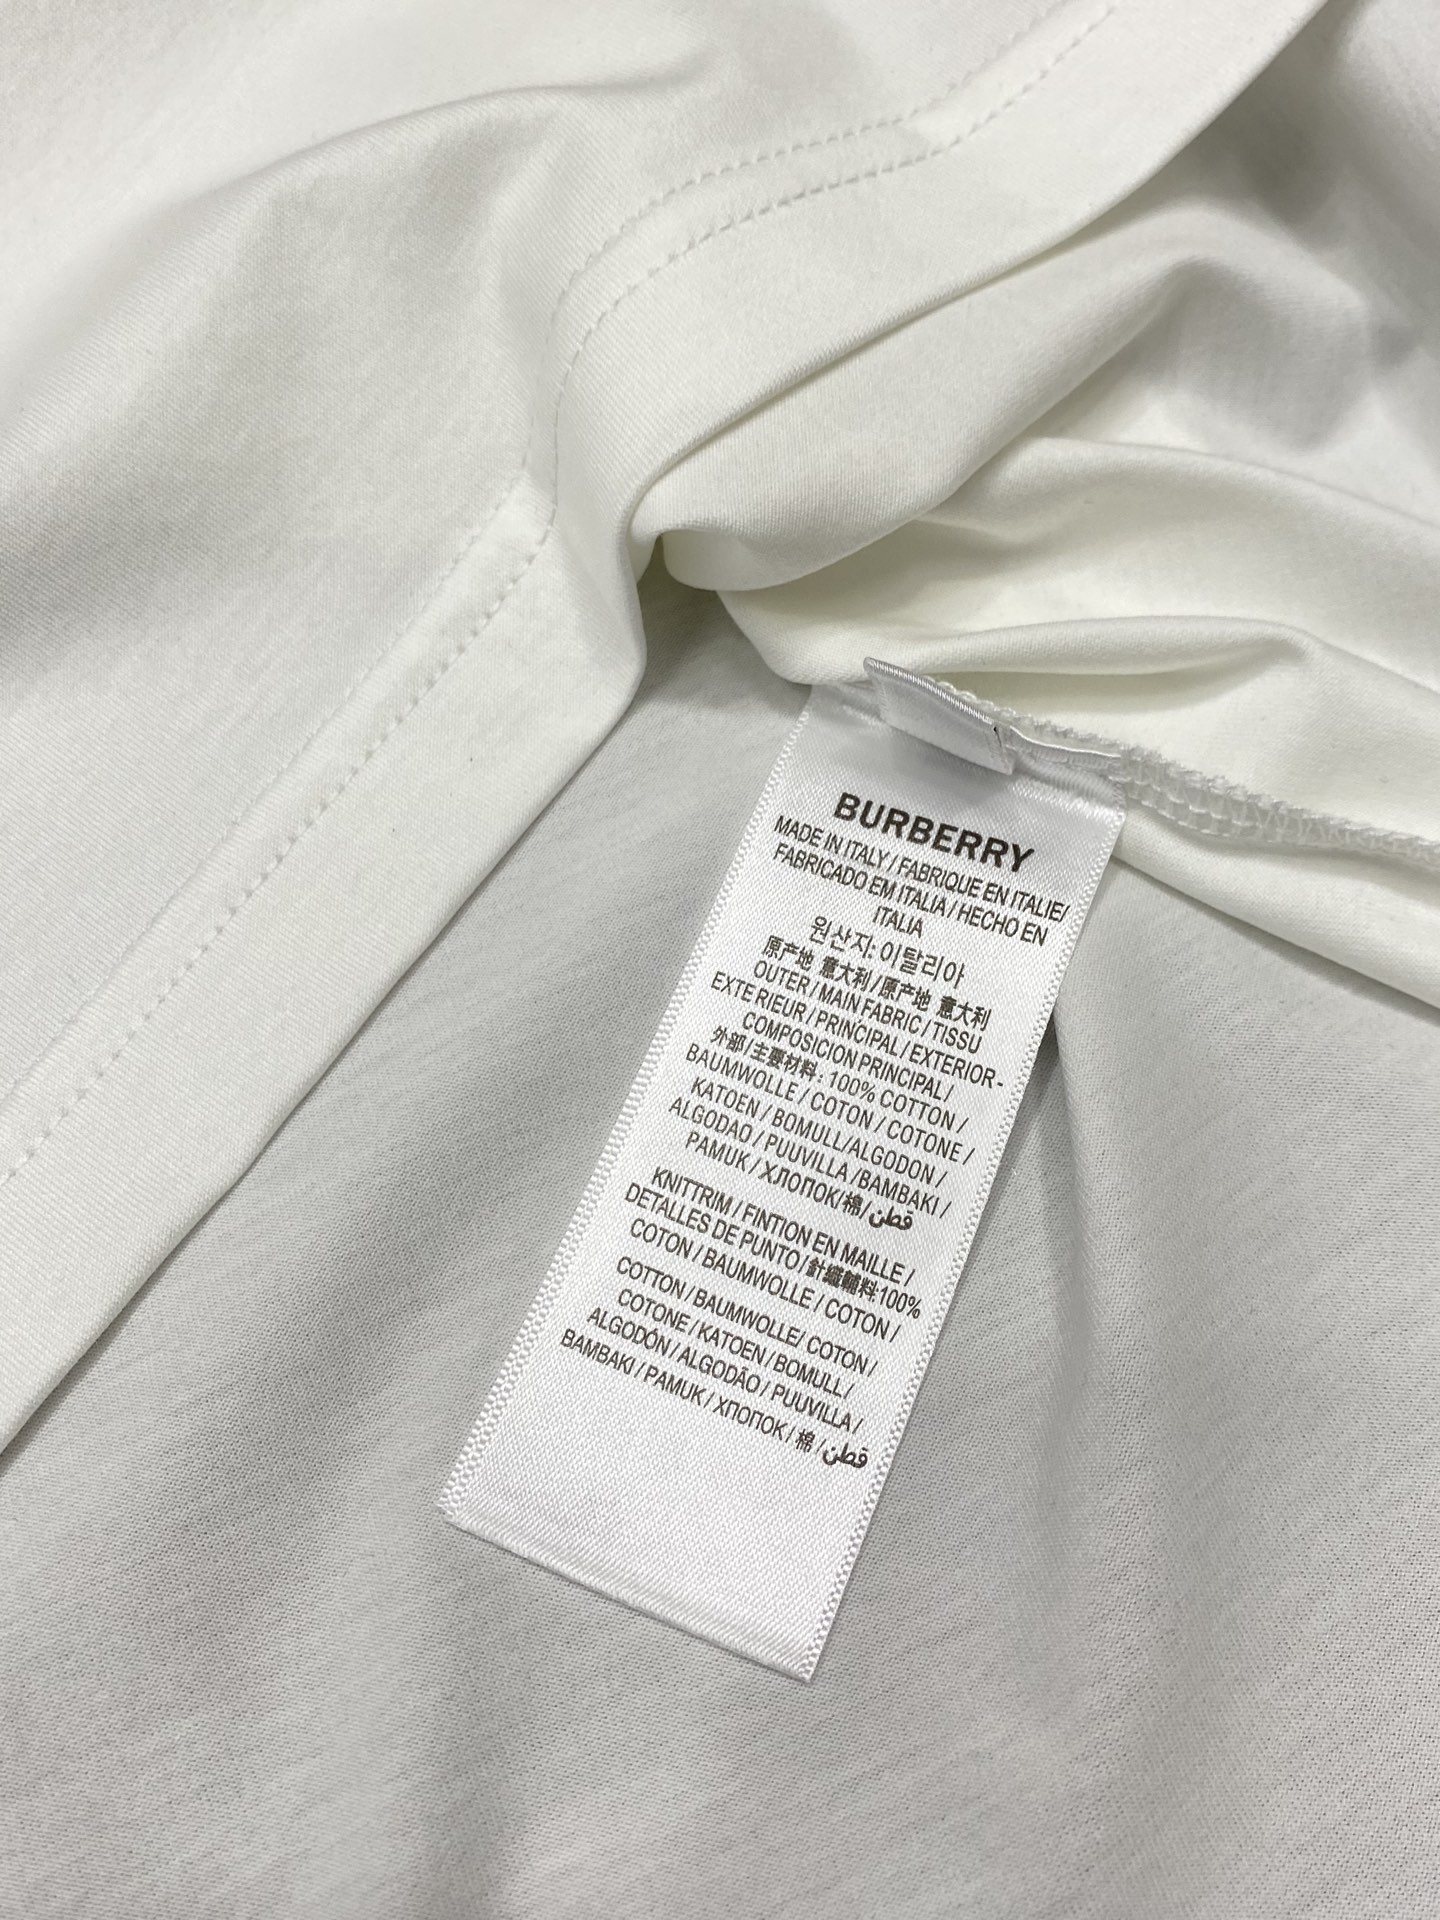 BURBERRY
MADE IN ITALY / FABRIQUE EN ITALIE/
FABRICADO EM ITALIA / HECHO EN
ITALIA
원산지: 이탈리아
原产地 意大利 / 原产地 意大利
OUTER / MAIN FABRIC / TISSU
EXTE RIEUR / PRINCIPAL / EXTERIOR-
COMPOSICION PRINCIPAL /
外部 / 主要材料: 100% COTTON /
BAUMWOLLE / COTON / COTONE /
KATOEN / BOMULL/ALGODON /
ALGODAO / PUUVILLA /BAMBAKI /
PAMUK / ХЛОПОК/棉/قطن
KNITTRIM / FINTION EN MAILLE /
DETALLES DE PUNTO /針織輔料:100%
COTON / BAUMWOLLE / COTON /
COTTON / BAUMWOLLE/ COTON /
COTONE / KATOEN / BOMULL /
ALGODÓN / ALGODÃO / PUUVILLA /
BAMBAKI / PAMUK / ХЛОПОК / 棉 / قطن